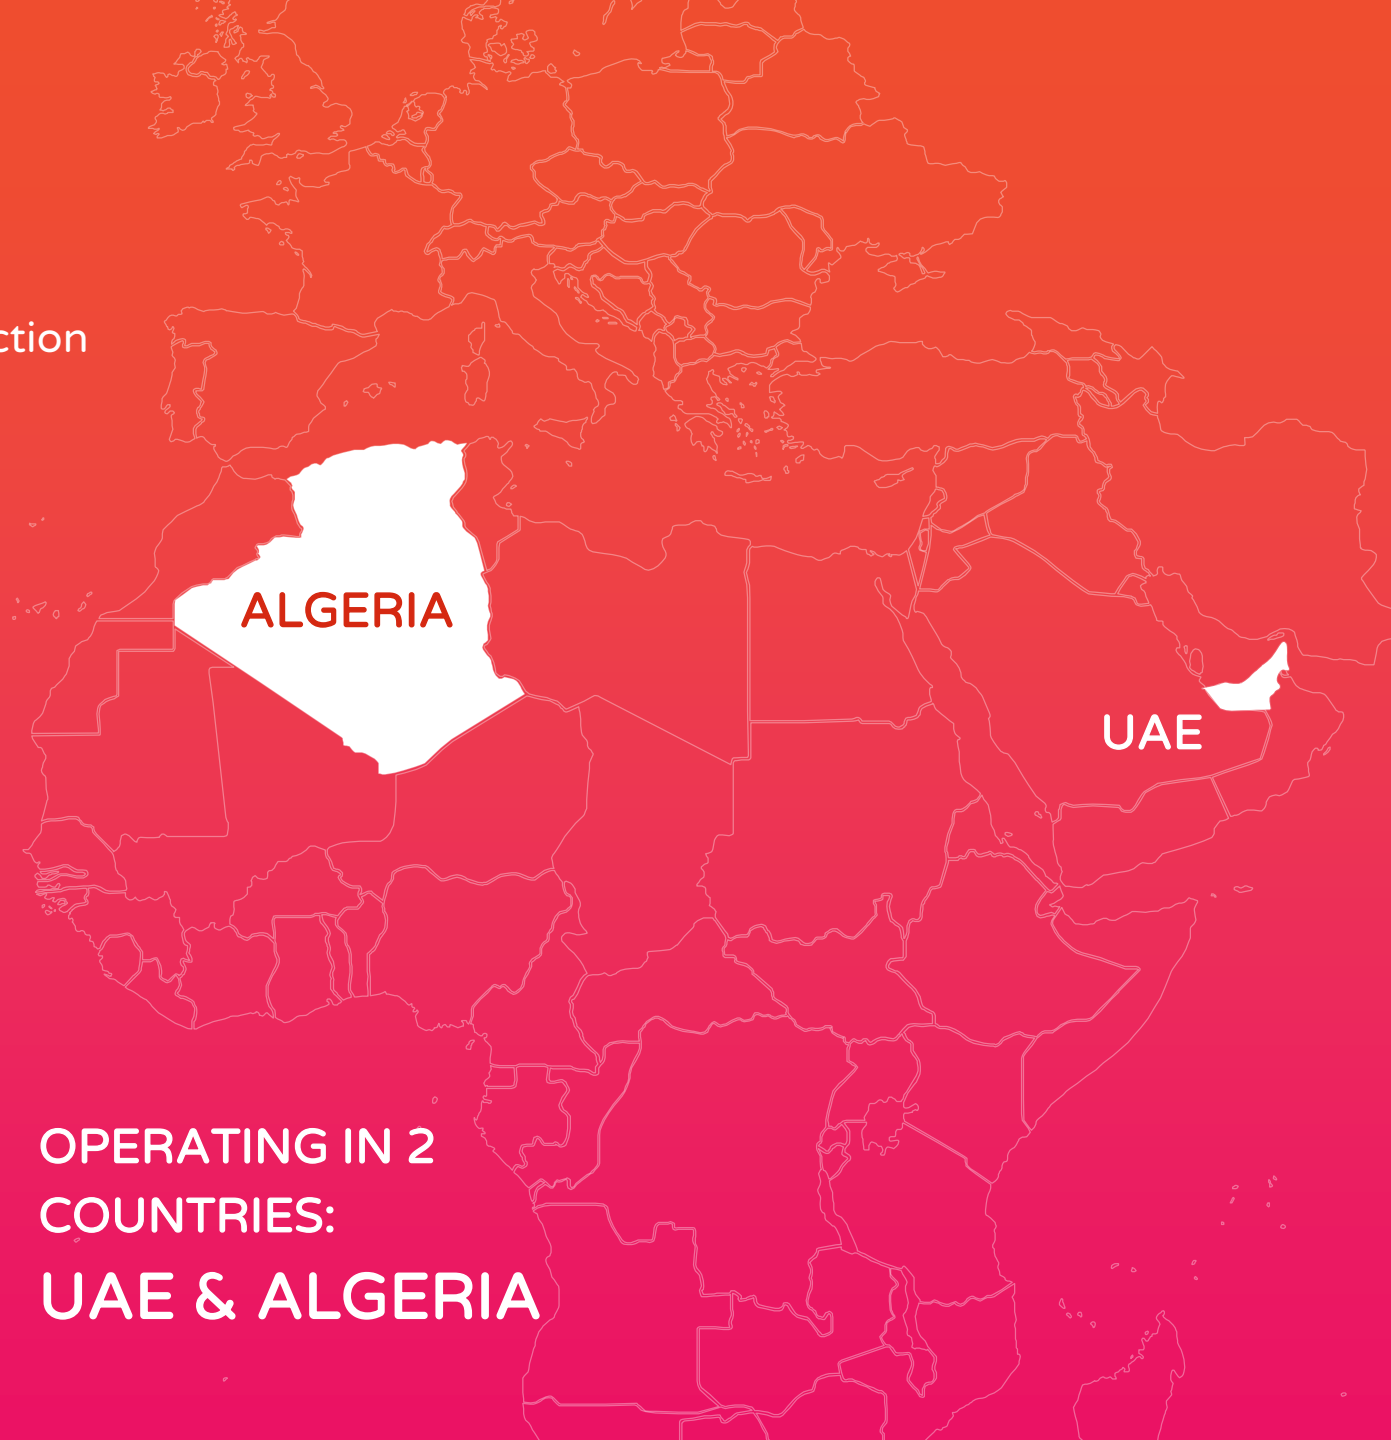 ction
ALGERIA
UAE
OPERATING IN 2
COUNTRIES:
UAE & ALGERIA